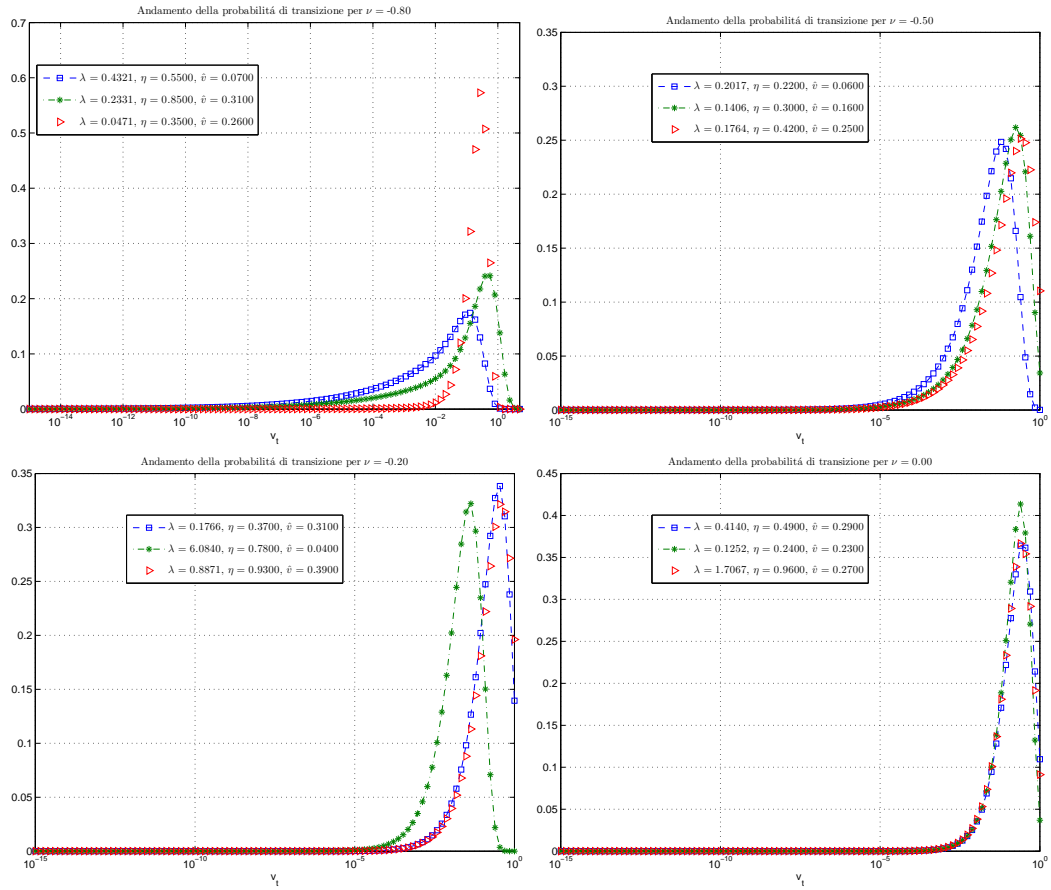 Andamento della probabilitá di transizione per ν = -0.80
0.7
0.6
0.5
0.4
0.3
0.2
0.1
0
λ = 0.4321, η = 0.5500, v̂ = 0.0700
λ = 0.2331, η = 0.8500, v̂ = 0.3100
λ = 0.0471, η = 0.3500, v̂ = 0.2600
10^-14 10^-12 10^-10 10^-8 10^-6 10^-4 10^-2 10^0
v_t
Andamento della probabilitá di transizione per ν = -0.50
0.35
0.3
0.25
0.2
0.15
0.1
0.05
0
λ = 0.2017, η = 0.2200, v̂ = 0.0600
λ = 0.1406, η = 0.3000, v̂ = 0.1600
λ = 0.1764, η = 0.4200, v̂ = 0.2500
10^-15 10^-10 10^-5 10^0
v_t
Andamento della probabilitá di transizione per ν = -0.20
0.35
0.3
0.25
0.2
0.15
0.1
0.05
0
λ = 0.1766, η = 0.3700, v̂ = 0.3100
λ = 6.0840, η = 0.7800, v̂ = 0.0400
λ = 0.8871, η = 0.9300, v̂ = 0.3900
10^-15 10^-10 10^-5 10^0
v_t
Andamento della probabilitá di transizione per ν = 0.00
0.45
0.4
0.35
0.3
0.25
0.2
0.15
0.1
0.05
0
λ = 0.4140, η = 0.4900, v̂ = 0.2900
λ = 0.1252, η = 0.2400, v̂ = 0.2300
λ = 1.7067, η = 0.9600, v̂ = 0.2700
10^-15 10^-10 10^-5 10^0
v_t